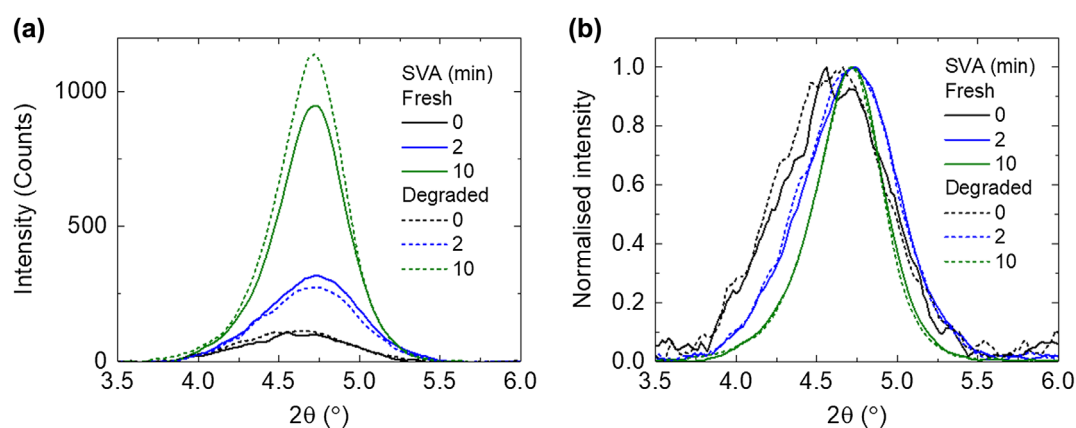 (a)
Intensity (Counts)
1000
500
0
3.5 4.0 4.5 5.0 5.5 6.0
2θ (°)
SVA (min)
Fresh
0
2
10
Degraded
0
2
10
(b)
Normalised intensity
1.0
0.8
0.6
0.4
0.2
0.0
3.5 4.0 4.5 5.0 5.5 6.0
2θ (°)
SVA (min)
Fresh
0
2
10
Degraded
0
2
10